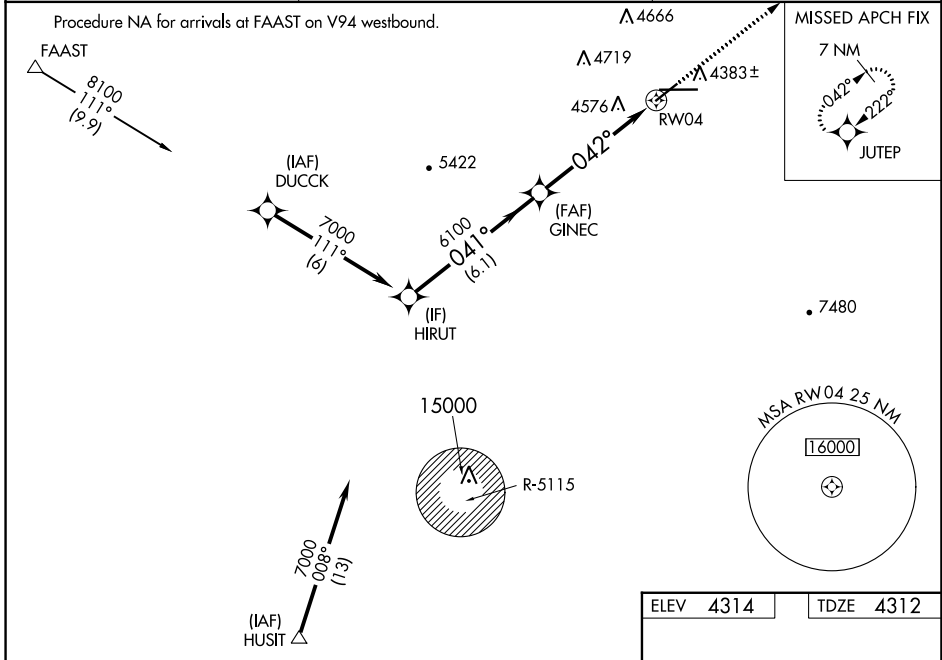 Procedure NA for arrivals at FAAST on V94 westbound.
FAAST
8100
111°
(9.9)
(IAF)
DUCCK
7000
111°
(6)
5422
(IF)
HIRUT
6100
041°
(6.1)
(FAF)
GINEC
042°
4666
4719
4576
4383±
RW04
MISSED APCH FIX
7 NM
042°
222°
JUTEP
7480
15000
R-5115
MSA RW04 25 NM
16000
7000
008°
(13)
(IAF)
HUSIT
ELEV 4314
TDZE 4312